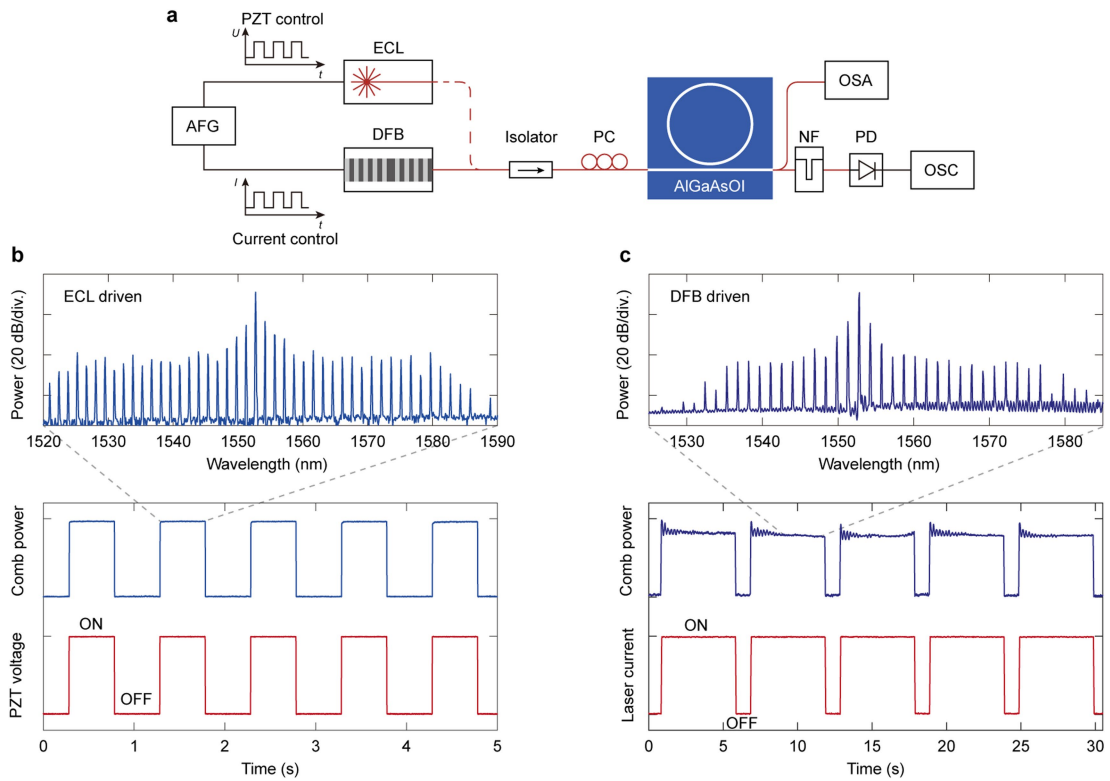 a
PZT control
U
t
ECL
AFG
DFB
I
t
Current control
Isolator
PC
AlGaAsOI
OSA
NF
PD
OSC
b
ECL driven
Power (20 dB/div.)
1520 1530 1540 1550 1560 1570 1580 1590
Wavelength (nm)
Comb power
ON
OFF
PZT voltage
0 1 2 3 4 5
Time (s)
c
DFB driven
Power (20 dB/div.)
1530 1540 1550 1560 1570 1580
Wavelength (nm)
Comb power
ON
OFF
Laser current
0 5 10 15 20 25 30
Time (s)